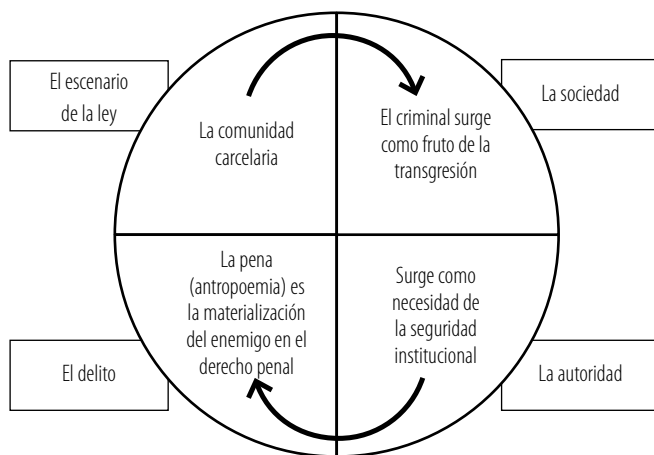 El escenario
de la ley
La comunidad
carcelaria
El criminal surge
como fruto de la
transgresión
La sociedad
La pena
(antropoemia) es
la materialización
del enemigo en el
derecho penal
Surge como
necesidad de
la seguridad
institucional
El delito
La autoridad